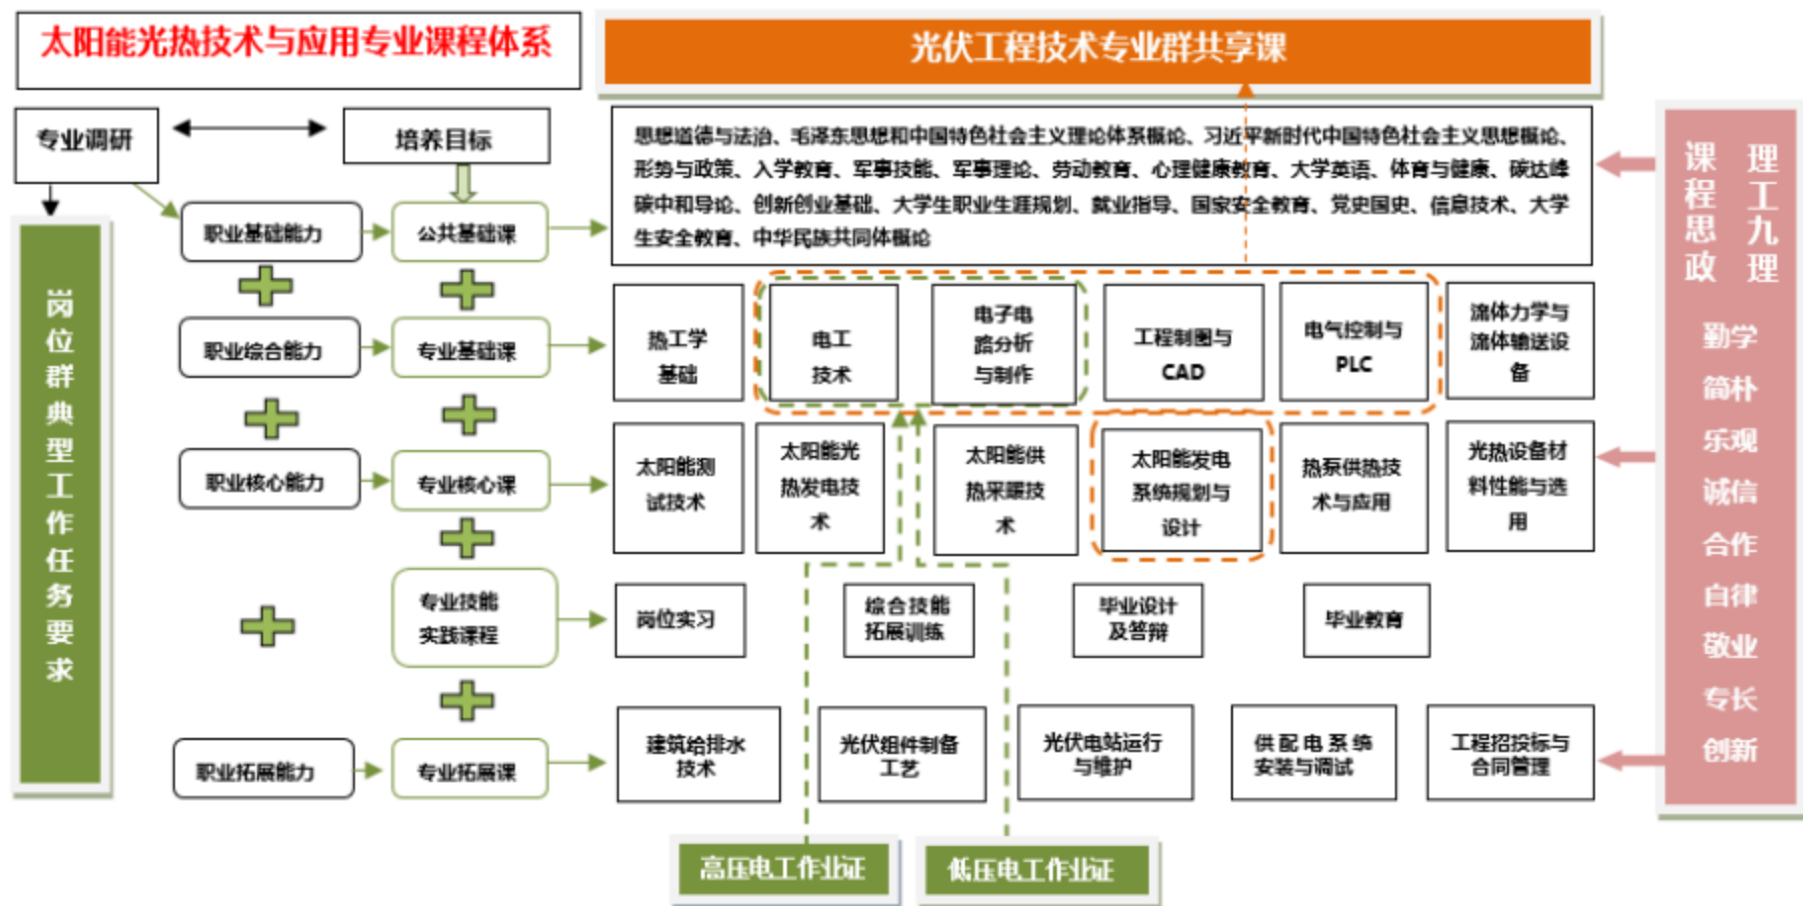 太阳能光热技术与应用专业课程体系
光伏工程技术专业群共享课
专业调研
培养目标
思想道德与法治、毛泽东思想和中国特色社会主义理论体系概论、习近平新时代中国特色社会主义思想概论、
形势与政策、入学教育、军事技能、军事理论、劳动教育、心理健康教育、大学英语、体育与健康、碳达峰
碳中和导论、创新创业基础、大学生职业生涯规划、就业指导、国家安全教育、党史国史、信息技术、大学
生安全教育、中华民族共同体概论
岗位群典型工作任务要求
职业基础能力
公共基础课
职业综合能力
专业基础课
热工学
基础
电工
技术
电子电
路分析
与制作
工程制图与
CAD
电气控制与
PLC
流体力学与
流体输送设
备
职业核心能力
专业核心课
太阳能测
试技术
太阳能光
热发电技
术
太阳能供
热采暖技
术
太阳能发电
系统规划与
设计
热泵供热技
术与应用
光热设备材
料性能与选
用
专业技能
实践课程
岗位实习
综合技能
拓展训练
毕业设计
及答辩
毕业教育
职业拓展能力
专业拓展课
建筑给排水
技术
光伏组件制备
工艺
光伏电站运行
与维护
供配电系统
安装与调试
工程招投标与
合同管理
高压电工作业证
低压电工作业证
课程思政
理工九理
勤学
简朴
乐观
诚信
合作
自律
敬业
专长
创新